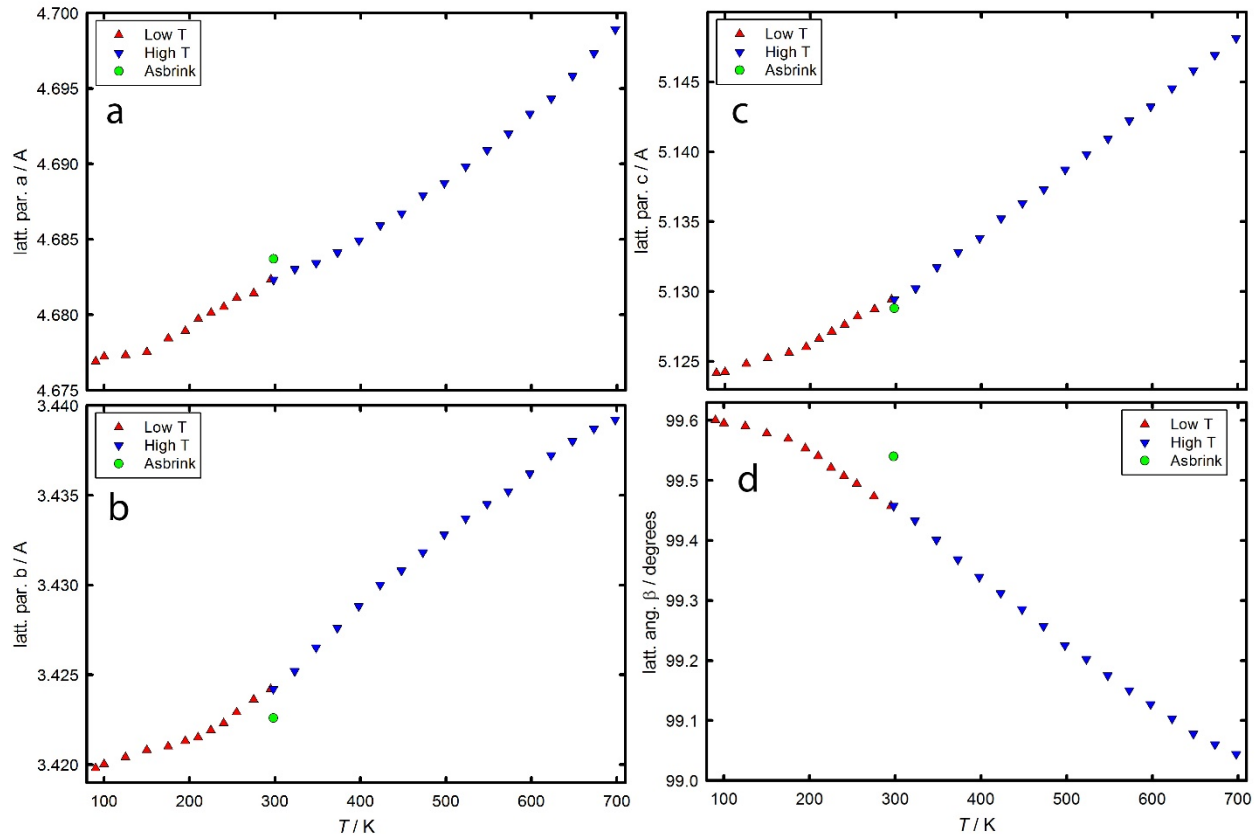 4.700
4.695
4.690
4.685
4.680
4.675
latt. par. a / A
Low T
High T
Asbrink
a
5.145
5.140
5.135
5.130
5.125
latt. par. c / A
Low T
High T
Asbrink
c
3.440
3.435
3.430
3.425
3.420
latt. par. b / A
Low T
High T
Asbrink
b
100 200 300 400 500 600 700
T / K
99.6
99.5
99.4
99.3
99.2
99.1
99.0
latt. ang. β / degrees
Low T
High T
Asbrink
d
100 200 300 400 500 600 700
T / K